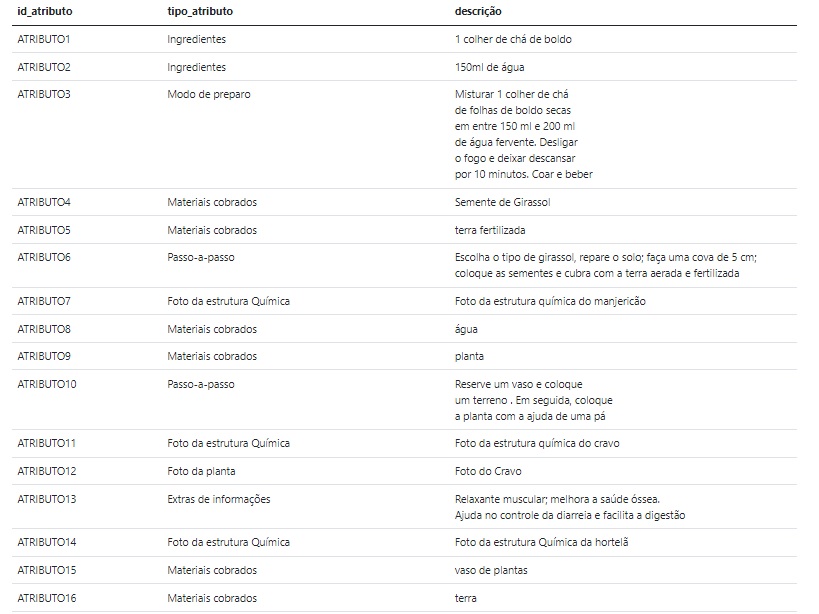 id_atributo tipo_atributo descrição
ATRIBUTO1 Ingredientes 1 colher de chá de boldo
ATRIBUTO2 Ingredientes 150ml de água
ATRIBUTO3 Modo de preparo Misturar 1 colher de chá
de folhas de boldo secas
em entre 150 ml e 200 ml
de água fervente. Desligar
o fogo e deixar descansar
por 10 minutos. Coar e beber
ATRIBUTO4 Materiais cobrados Semente de Girassol
ATRIBUTO5 Materiais cobrados terra fertilizada
ATRIBUTO6 Passo-a-passo Escolha o tipo de girassol, repare o solo; faça uma cova de 5 cm;
coloque as sementes e cubra com a terra aerada e fertilizada
ATRIBUTO7 Foto da estrutura Química Foto da estrutura química do manjericão
ATRIBUTO8 Materiais cobrados água
ATRIBUTO9 Materiais cobrados planta
ATRIBUTO10 Passo-a-passo Reserve um vaso e coloque
um terreno . Em seguida, coloque
a planta com a ajuda de uma pá
ATRIBUTO11 Foto da estrutura Química Foto da estrutura química do cravo
ATRIBUTO12 Foto da planta Foto do Cravo
ATRIBUTO13 Extras de informações Relaxante muscular; melhora a saúde óssea.
Ajuda no controle da diarreia e facilita a digestão
ATRIBUTO14 Foto da estrutura Química Foto da estrutura Química da hortelã
ATRIBUTO15 Materiais cobrados vaso de plantas
ATRIBUTO16 Materiais cobrados terra